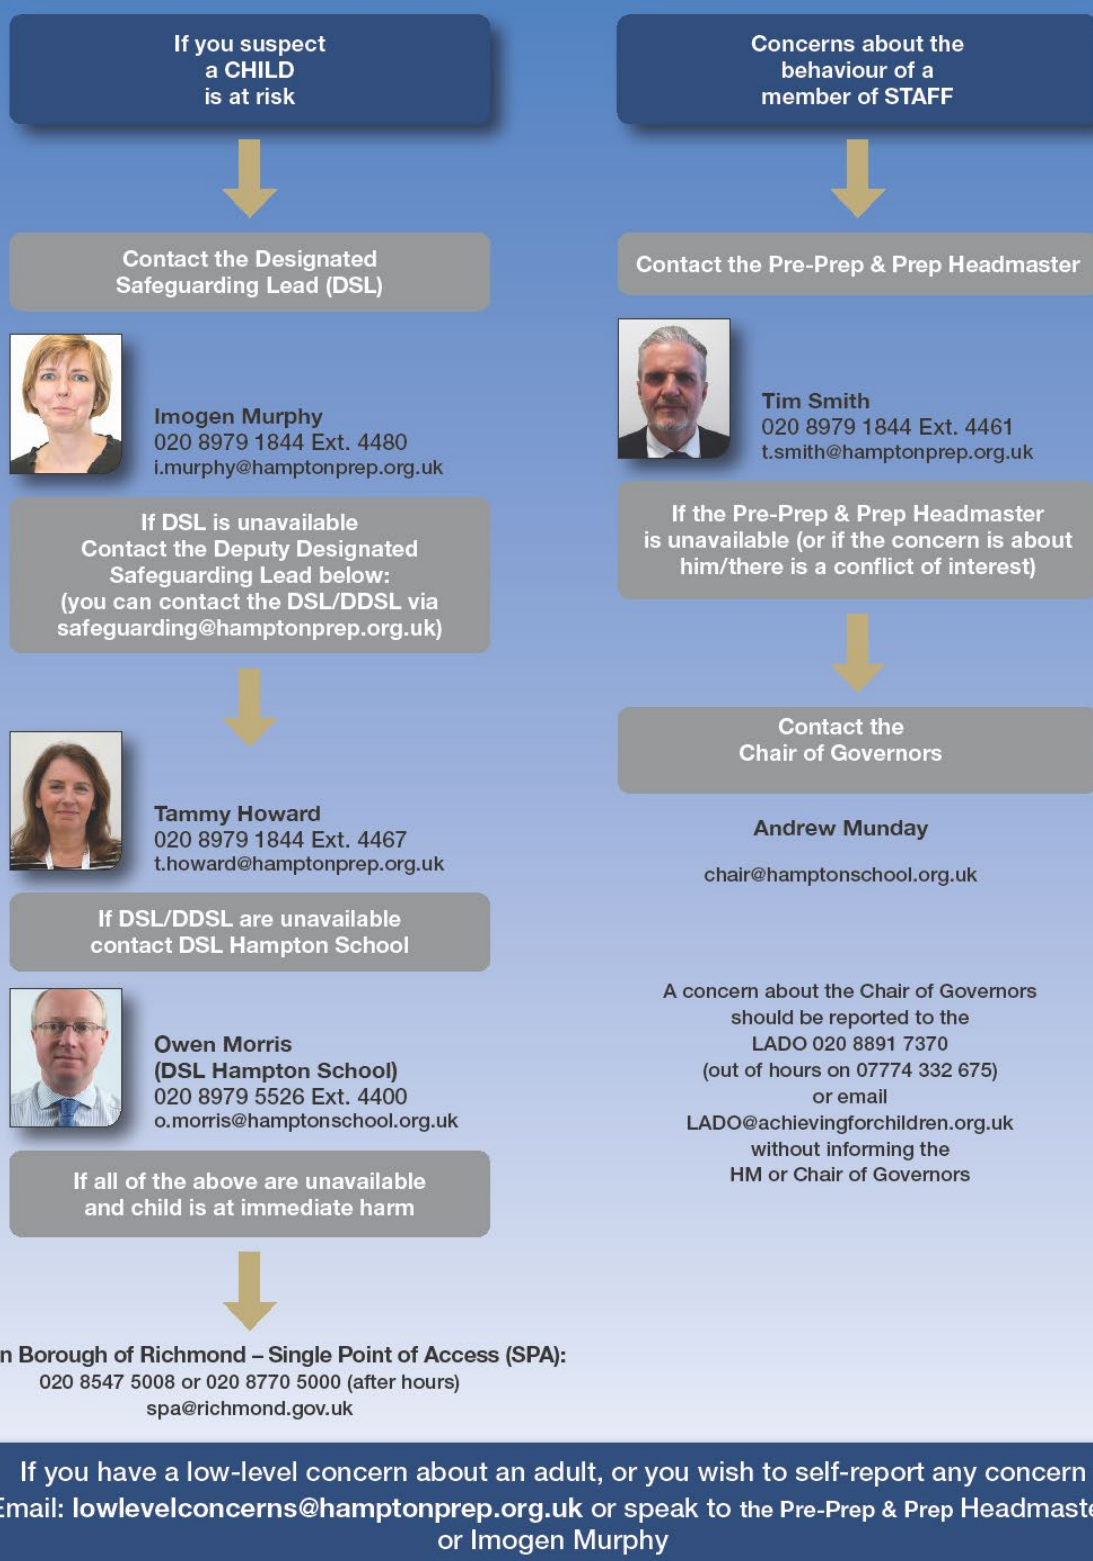 If you suspect
a CHILD
is at risk
Contact the Designated
Safeguarding Lead (DSL)
Imogen Murphy
020 8979 1844 Ext. 4480
i.murphy@hamptonprep.org.uk
If DSL is unavailable
Contact the Deputy Designated
Safeguarding Lead below:
(you can contact the DSL/DDSL via
safeguarding@hamptonprep.org.uk)
Tammy Howard
020 8979 1844 Ext. 4467
t.howard@hamptonprep.org.uk
If DSL/DDSL are unavailable
contact DSL Hampton School
Owen Morris
(DSL Hampton School)
020 8979 5526 Ext. 4400
o.morris@hamptonschool.org.uk
If all of the above are unavailable
and child is at immediate harm
n Borough of Richmond – Single Point of Access (SPA):
020 8547 5008 or 020 8770 5000 (after hours)
spa@richmond.gov.uk
Concerns about the
behaviour of a
member of STAFF
Contact the Pre-Prep & Prep Headmaster
Tim Smith
020 8979 1844 Ext. 4461
t.smith@hamptonprep.org.uk
If the Pre-Prep & Prep Headmaster
is unavailable (or if the concern is about
him/there is a conflict of interest)
Contact the
Chair of Governors
Andrew Munday
chair@hamptonschool.org.uk
A concern about the Chair of Governors
should be reported to the
LADO 020 8891 7370
(out of hours on 07774 332 675)
or email
LADO@achievingforchildren.org.uk
without informing the
HM or Chair of Governors
If you have a low-level concern about an adult, or you wish to self-report any concern
Email: lowlevelconcerns@hamptonprep.org.uk or speak to the Pre-Prep & Prep Headmaste
or Imogen Murphy